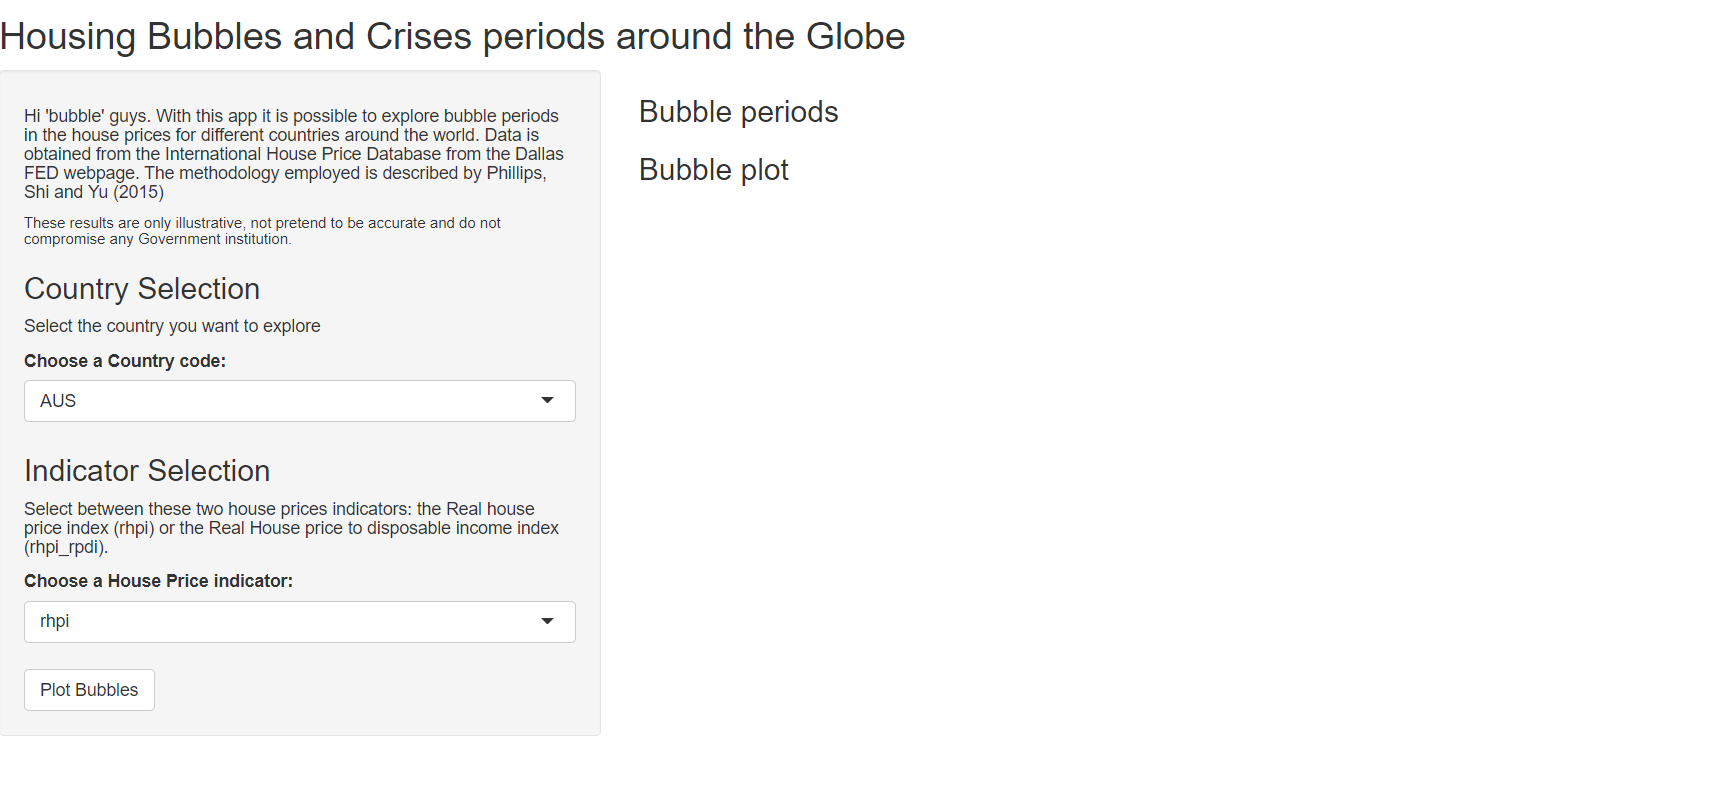 Housing Bubbles and Crises periods around the Globe
Hi 'bubble' guys. With this app it is possible to explore bubble periods
in the house prices for different countries around the world. Data is
obtained from the International House Price Database from the Dallas
FED webpage. The methodology employed is described by Phillips,
Shi and Yu (2015)
These results are only illustrative, not pretend to be accurate and do not
compromise any Government institution.
Country Selection
Select the country you want to explore
Choose a Country code:
AUS
Indicator Selection
Select between these two house prices indicators: the Real house
price index (rhpi) or the Real House price to disposable income index
(rhpi_rpdi).
Choose a House Price indicator:
rhpi
Plot Bubbles
Bubble periods
Bubble plot